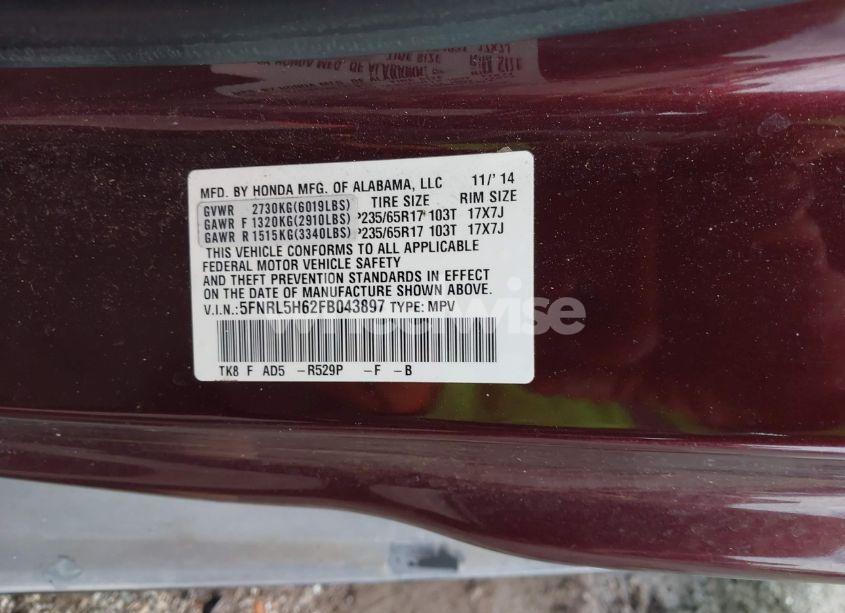 MFD. BY HONDA MFG. OF ALABAMA, LLC 11/'14
TIRE SIZE RIM SIZE
GVWR 2730KG(6019LBS)
GAWR F 1320KG(2910LBS) P235/65R17 103T 17X7J
GAWR R 1515KG(3340LBS) P235/65R17 103T 17X7J
THIS VEHICLE CONFORMS TO ALL APPLICABLE
FEDERAL MOTOR VEHICLE SAFETY
AND THEFT PREVENTION STANDARDS IN EFFECT
ON THE DATE OF MANUFACTURE SHOWN ABOVE.
V.I.N.:5FNRL5H62FB043897 TYPE: MPV
TK8 F AD5 -R529P -F -B